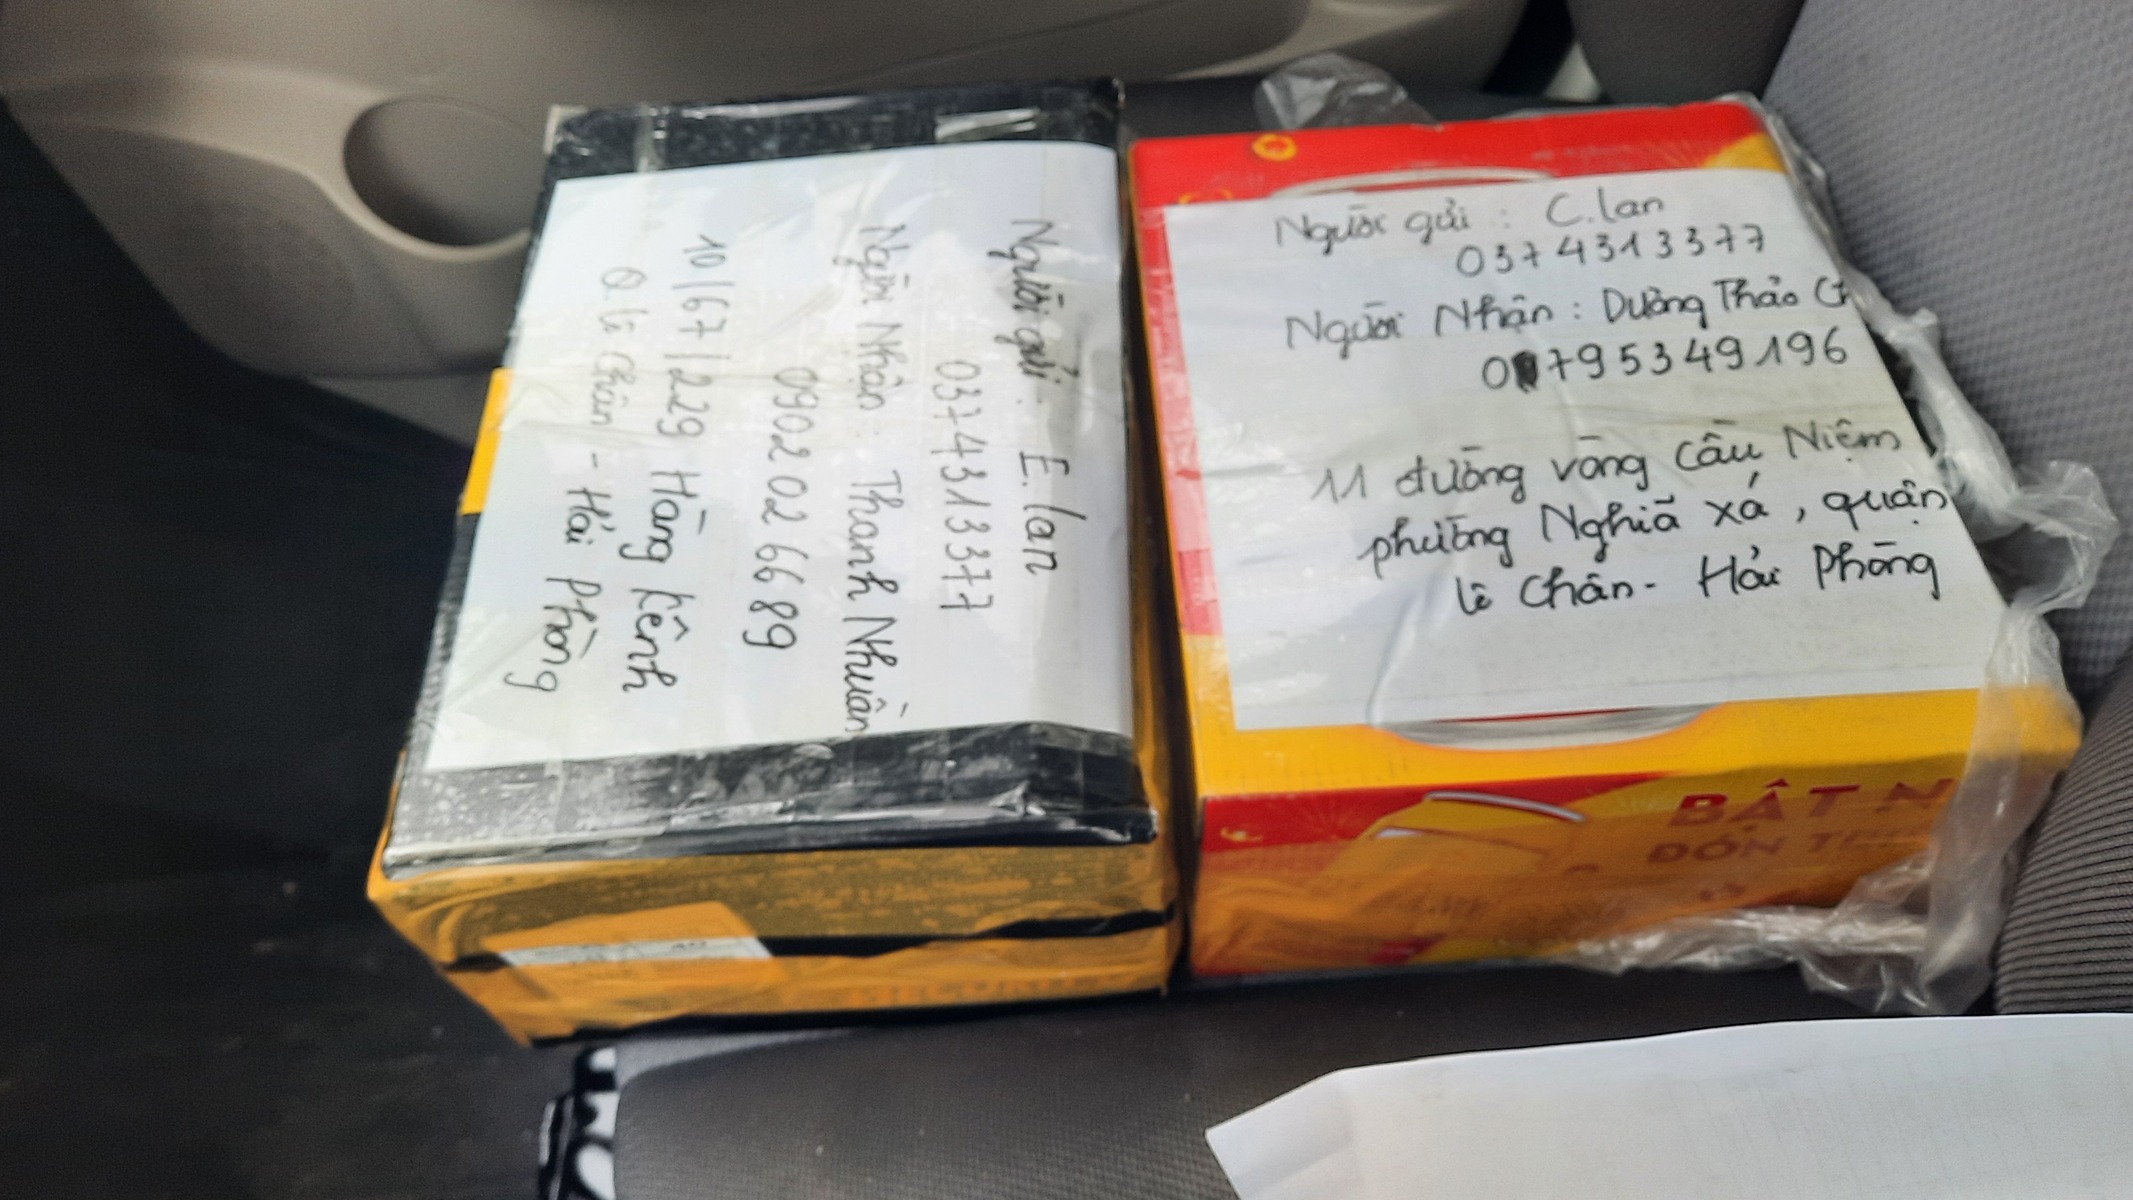 Người gửi: E. lan
0374313377
Người Nhận: Thanh Nhuần
0902026689
10/67/229 Hàng Kênh
Q. lê Chân - Hải Phòng
Người gửi: C. lan
0374313377
Người Nhận: Dường Thảo
0795349196
11 đường vòng Cầu Niệm
phường Nghĩa xá, quận
lê Chân - Hải Phòng
BẤT N
ĐÓN